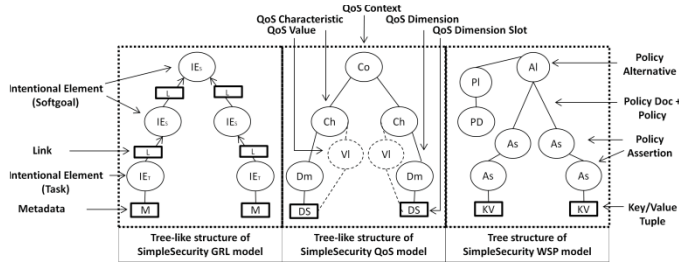 QoS Context
QoS Characteristic
QoS Dimension
QoS Value
QoS Dimension Slot
Intentional Element
(Softgoal)
Link
Intentional Element
(Task)
Metadata
IES
L
L
IES
IES
L
L
IET
IET
M
M
Co
Ch
Ch
Vl
Vl
Dm
Dm
DS
DS
Al
Pl
PD
As
As
As
As
KV
KV
Policy
Alternative
Policy Doc +
Policy
Policy
Assertion
Key/Value
Tuple
Tree-like structure of
SimpleSecurity GRL model
Tree-like structure of
SimpleSecurity QoS model
Tree structure of
SimpleSecurity WSP model